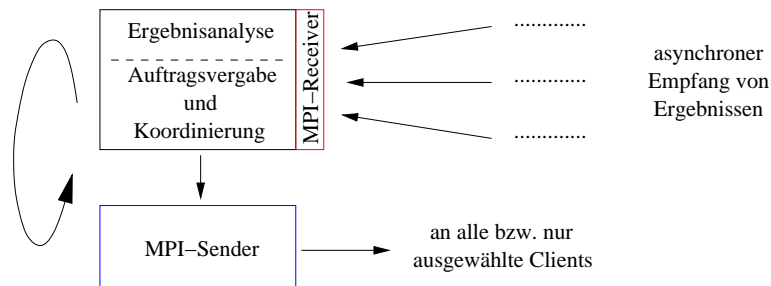 Ergebnisanalyse
Auftragsvergabe
und
Koordinierung
MPI–Receiver
.............
.............
.............
asynchroner
Empfang von
Ergebnissen
MPI–Sender
an alle bzw. nur
ausgewählte Clients